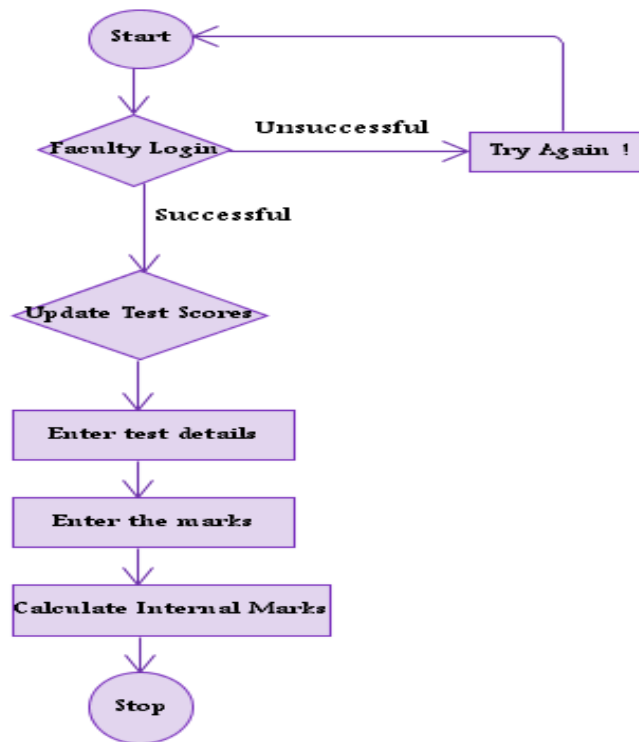 Start
Unsuccessful
Faculty Login
Try Again !
Successful
Update Test Scores
Enter test details
Enter the marks
Calculate Internal Marks
Stop